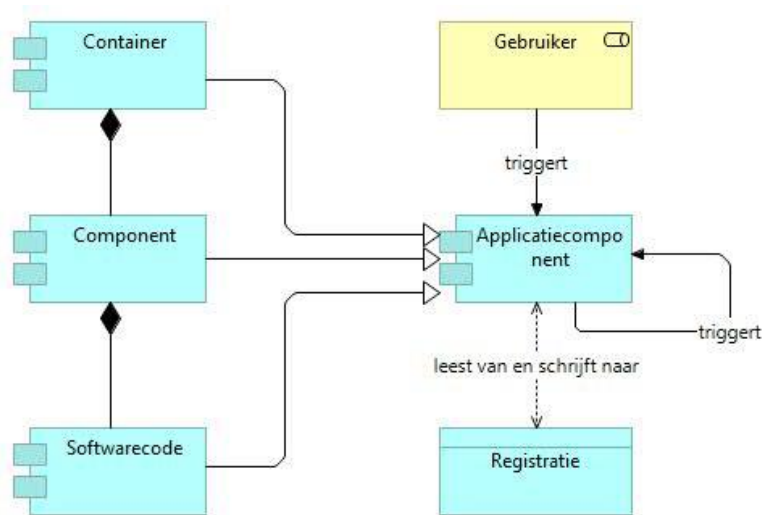 Container
Gebruiker
triggert
Component
Applicatiecompo
nent
triggert
leest van en schrijft naar
Softwarecode
Registratie